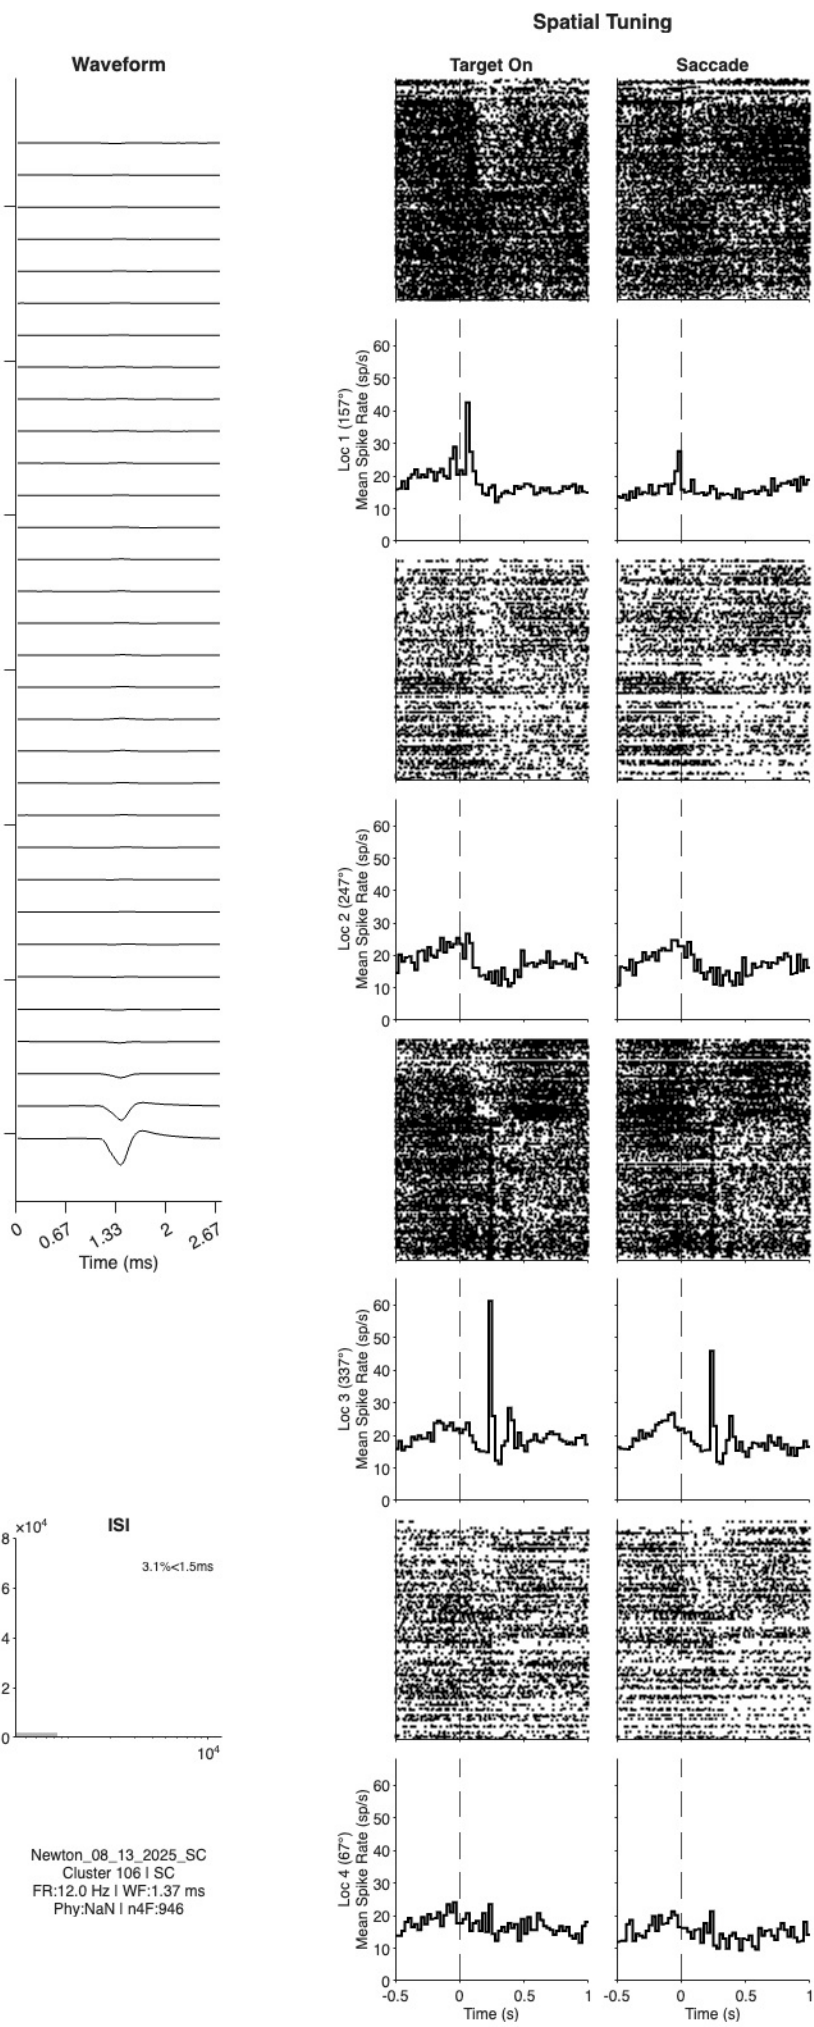 Spatial Tuning
Waveform
Target On
Saccade
60
50
40
30
20
10
0
Loc 1 (157°)
Mean Spike Rate (sp/s)
60
50
40
30
20
10
0
Loc 2 (247°)
Mean Spike Rate (sp/s)
0
0.67
1.33
2
2.67
Time (ms)
60
50
40
30
20
10
0
Loc 3 (337°)
Mean Spike Rate (sp/s)
×10⁴
ISI
8
6
4
2
0
3.1%<1.5ms
10⁴
60
50
40
30
20
10
0
Loc 4 (67°)
Mean Spike Rate (sp/s)
Newton_08_13_2025_SC
Cluster 106 | SC
FR:12.0 Hz | WF:1.37 ms
Phy:NaN | n4F:946
-0.5 0 0.5 1
Time (s)
-0.5 0 0.5 1
Time (s)